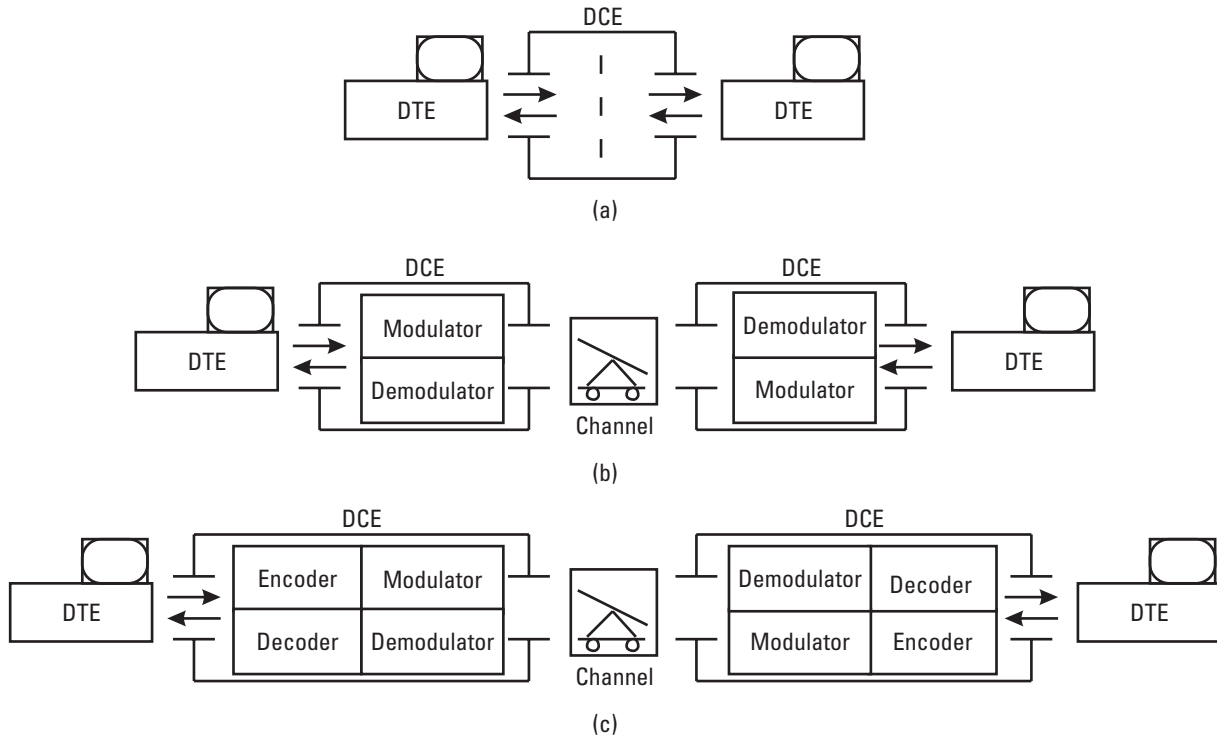 DCE
DTE
DTE
(a)
DCE
DCE
Modulator
Demodulator
DTE
DTE
Demodulator
Modulator
Channel
(b)
DCE
DCE
Encoder
Modulator
Demodulator
Decoder
DTE
DTE
Decoder
Demodulator
Modulator
Encoder
Channel
(c)